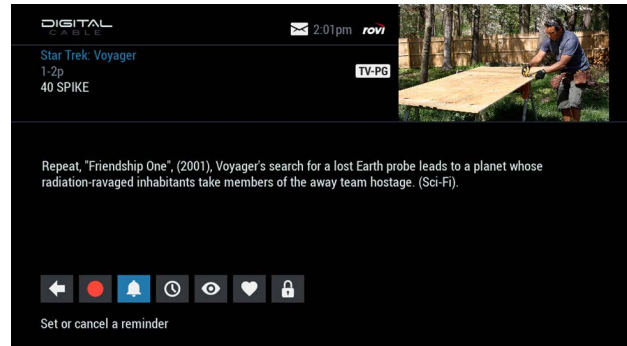 DIGITAL
CABLE
2:01pm rovi
Star Trek: Voyager
1-2p
TV-PG
40 SPIKE
Repeat, "Friendship One", (2001), Voyager's search for a lost Earth probe leads to a planet whose
radiation-ravaged inhabitants take members of the away team hostage. (Sci-Fi).
Set or cancel a reminder